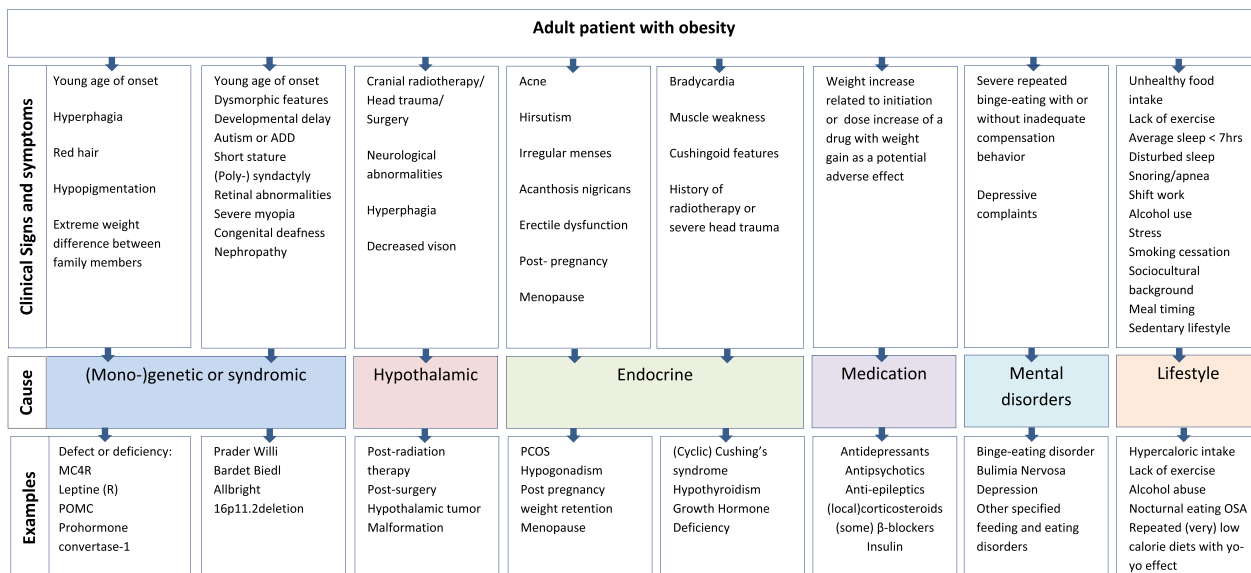 Adult patient with obesity
Clinical Signs and symptoms
Young age of onset
Hyperphagia
Red hair
Hypopigmentation
Extreme weight
difference between
family members
Young age of onset
Dysmorphic features
Developmental delay
Autism or ADD
Short stature
(Poly-) syndactyly
Retinal abnormalities
Severe myopia
Congenital deafness
Nephropathy
Cranial radiotherapy/
Head trauma/
Surgery
Neurological
abnormalities
Hyperphagia
Decreased vison
Acne
Hirsutism
Irregular menses
Acanthosis nigricans
Erectile dysfunction
Post- pregnancy
Menopause
Bradycardia
Muscle weakness
Cushingoid features
History of
radiotherapy or
severe head trauma
Weight increase
related to initiation
or dose increase of a
drug with weight
gain as a potential
adverse effect
Severe repeated
binge-eating with or
without inadequate
compensation
behavior
Depressive
complaints
Unhealthy food
intake
Lack of exercise
Average sleep < 7hrs
Disturbed sleep
Snoring/apnea
Shift work
Alcohol use
Stress
Smoking cessation
Sociocultural
background
Meal timing
Sedentary lifestyle
Cause
(Mono-)genetic or syndromic
Hypothalamic
Endocrine
Medication
Mental
disorders
Lifestyle
Examples
Defect or deficiency:
MC4R
Leptine (R)
POMC
Prohormone
convertase-1
Prader Willi
Bardet Biedl
Allbright
16p11.2deletion
Post-radiation
therapy
Post-surgery
Hypothalamic tumor
Malformation
PCOS
Hypogonadism
Post pregnancy
weight retention
Menopause
(Cyclic) Cushing's
syndrome
Hypothyroidism
Growth Hormone
Deficiency
Antidepressants
Antipsychotics
Anti-epileptics
(local)corticosteroids
(some) β-blockers
Insulin
Binge-eating disorder
Bulimia Nervosa
Depression
Other specified
feeding and eating
disorders
Hypercaloric intake
Lack of exercise
Alcohol abuse
Nocturnal eating OSA
Repeated (very) low
calorie diets with yo-
yo effect